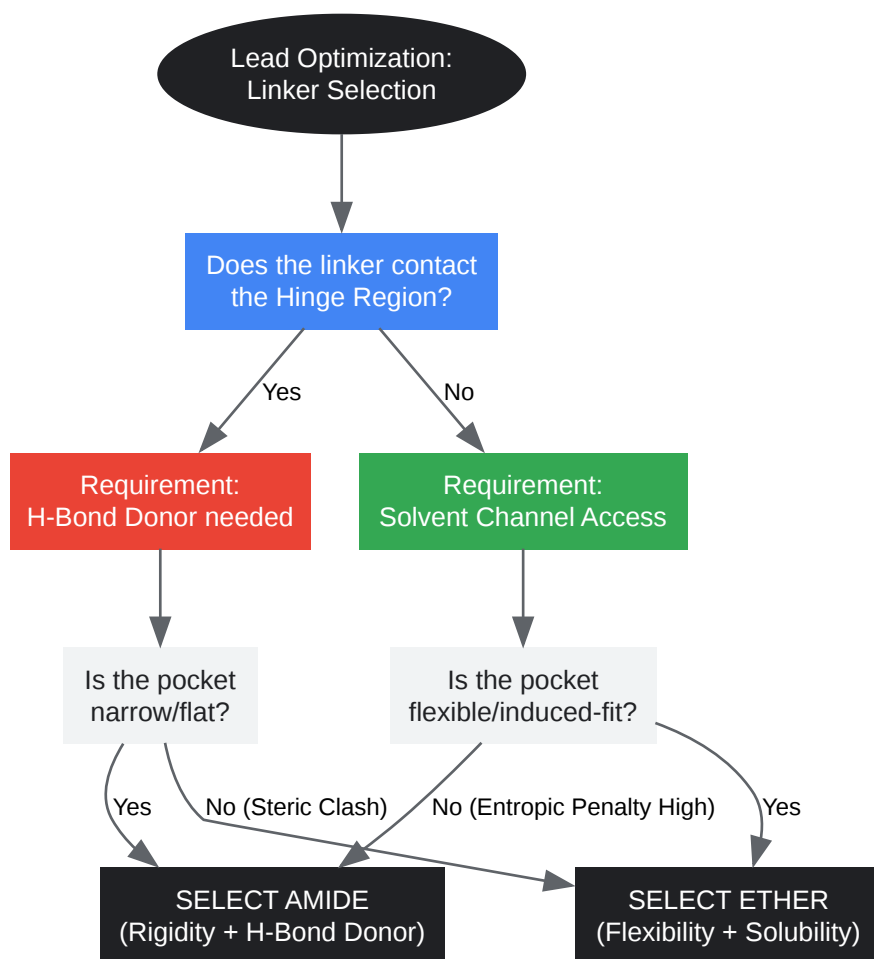 Lead Optimization:
Linker Selection
Does the linker contact
the Hinge Region?
Yes
No
Requirement:
H-Bond Donor needed
Requirement:
Solvent Channel Access
Is the pocket
narrow/flat?
Is the pocket
flexible/induced-fit?
Yes
No (Steric Clash)
No (Entropic Penalty High)
Yes
SELECT AMIDE
(Rigidity + H-Bond Donor)
SELECT ETHER
(Flexibility + Solubility)